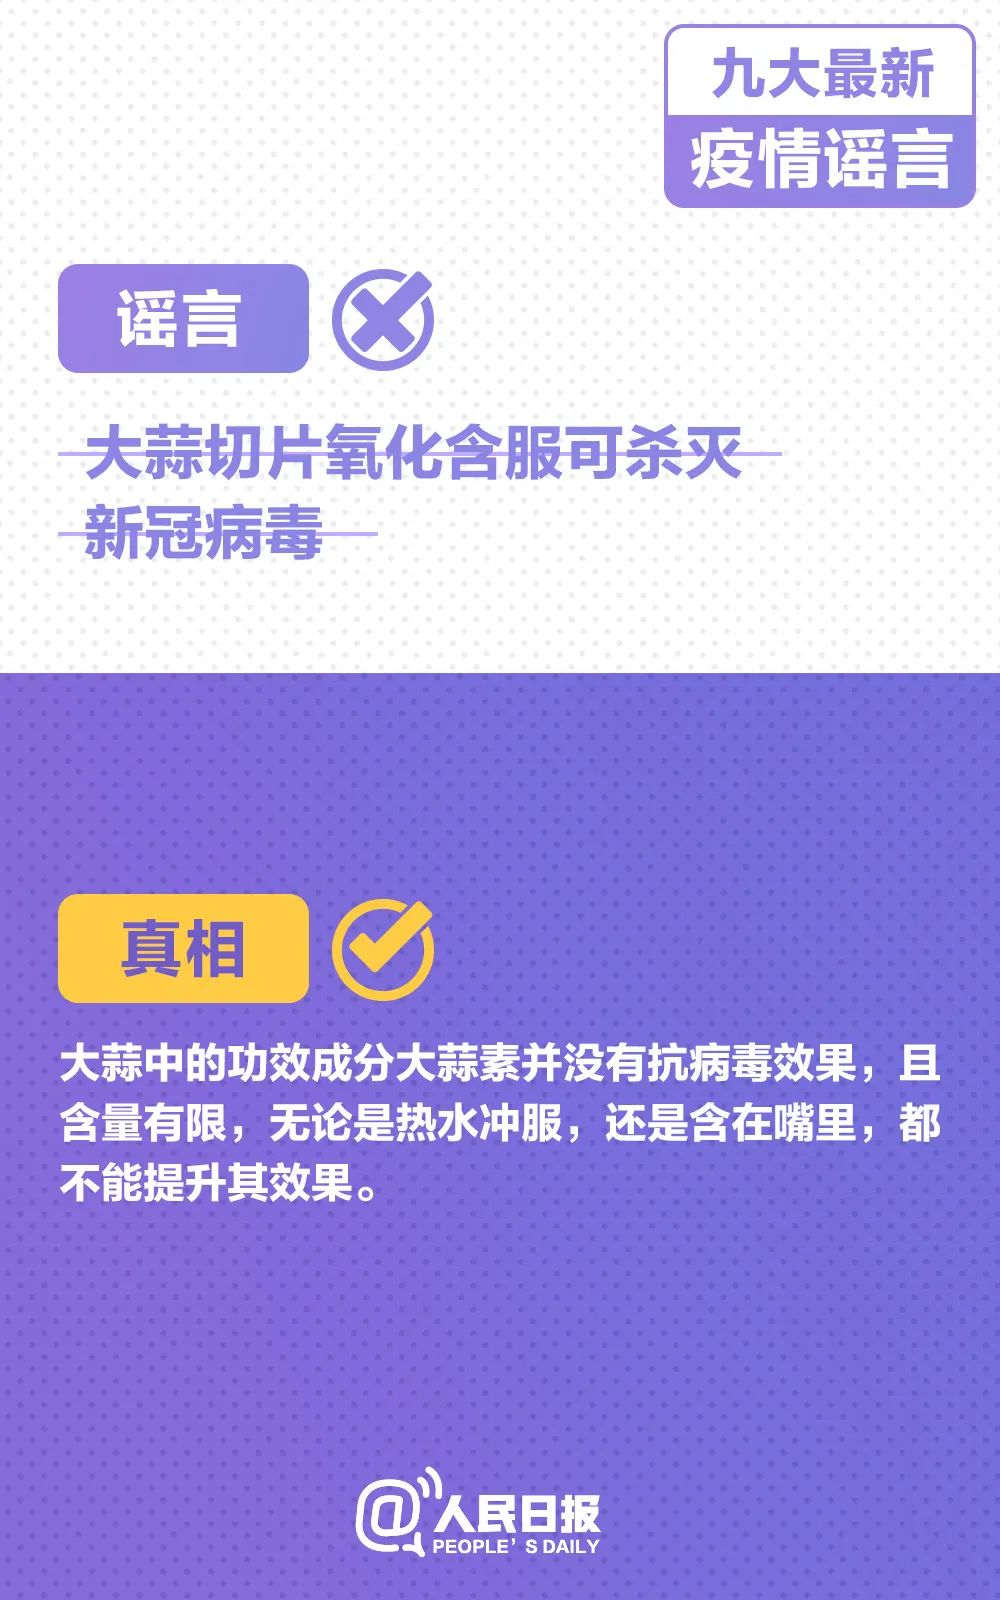 九大最新
疫情谣言
谣言
大蒜切片氧化含服可杀灭
新冠病毒
真相
大蒜中的功效成分大蒜素并没有抗病毒效果，且
含量有限，无论是热水冲服，还是含在嘴里，都
不能提升其效果。
@人民日报
PEOPLE'S DAILY